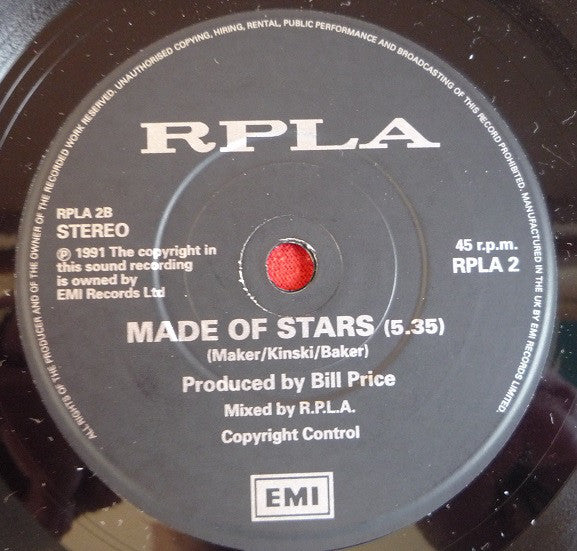 ALL RIGHTS OF THE PRODUCER AND OF THE OWNER OF THE RECORDED WORK RESERVED. UNAUTHORISED COPYING, HIRING, RENTAL, PUBLIC PERFORMANCE AND BROADCASTING OF THIS RECORD PROHIBITED. MANUFACTURED IN THE UK BY EMI RECORDS LIMITED.
RPLA
RPLA 2B
STEREO
℗ 1991 The copyright in
this sound recording
is owned by
EMI Records Ltd
45 r.p.m.
RPLA 2
MADE OF STARS (5.35)
(Maker/Kinski/Baker)
Produced by Bill Price
Mixed by R.P.L.A.
Copyright Control
EMI